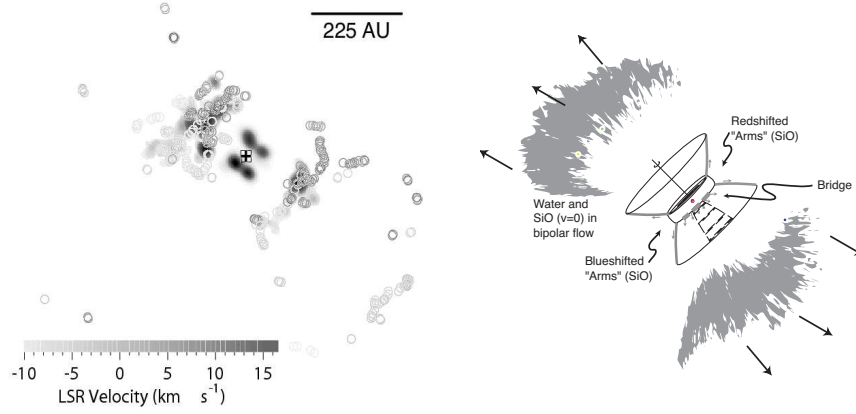 225 AU
-10 -5 0 5 10 15
LSR Velocity (km s-1)
Redshifted
"Arms" (SiO)
Bridge
Water and
SiO (v=0) in
bipolar flow
Blueshifted
"Arms" (SiO)